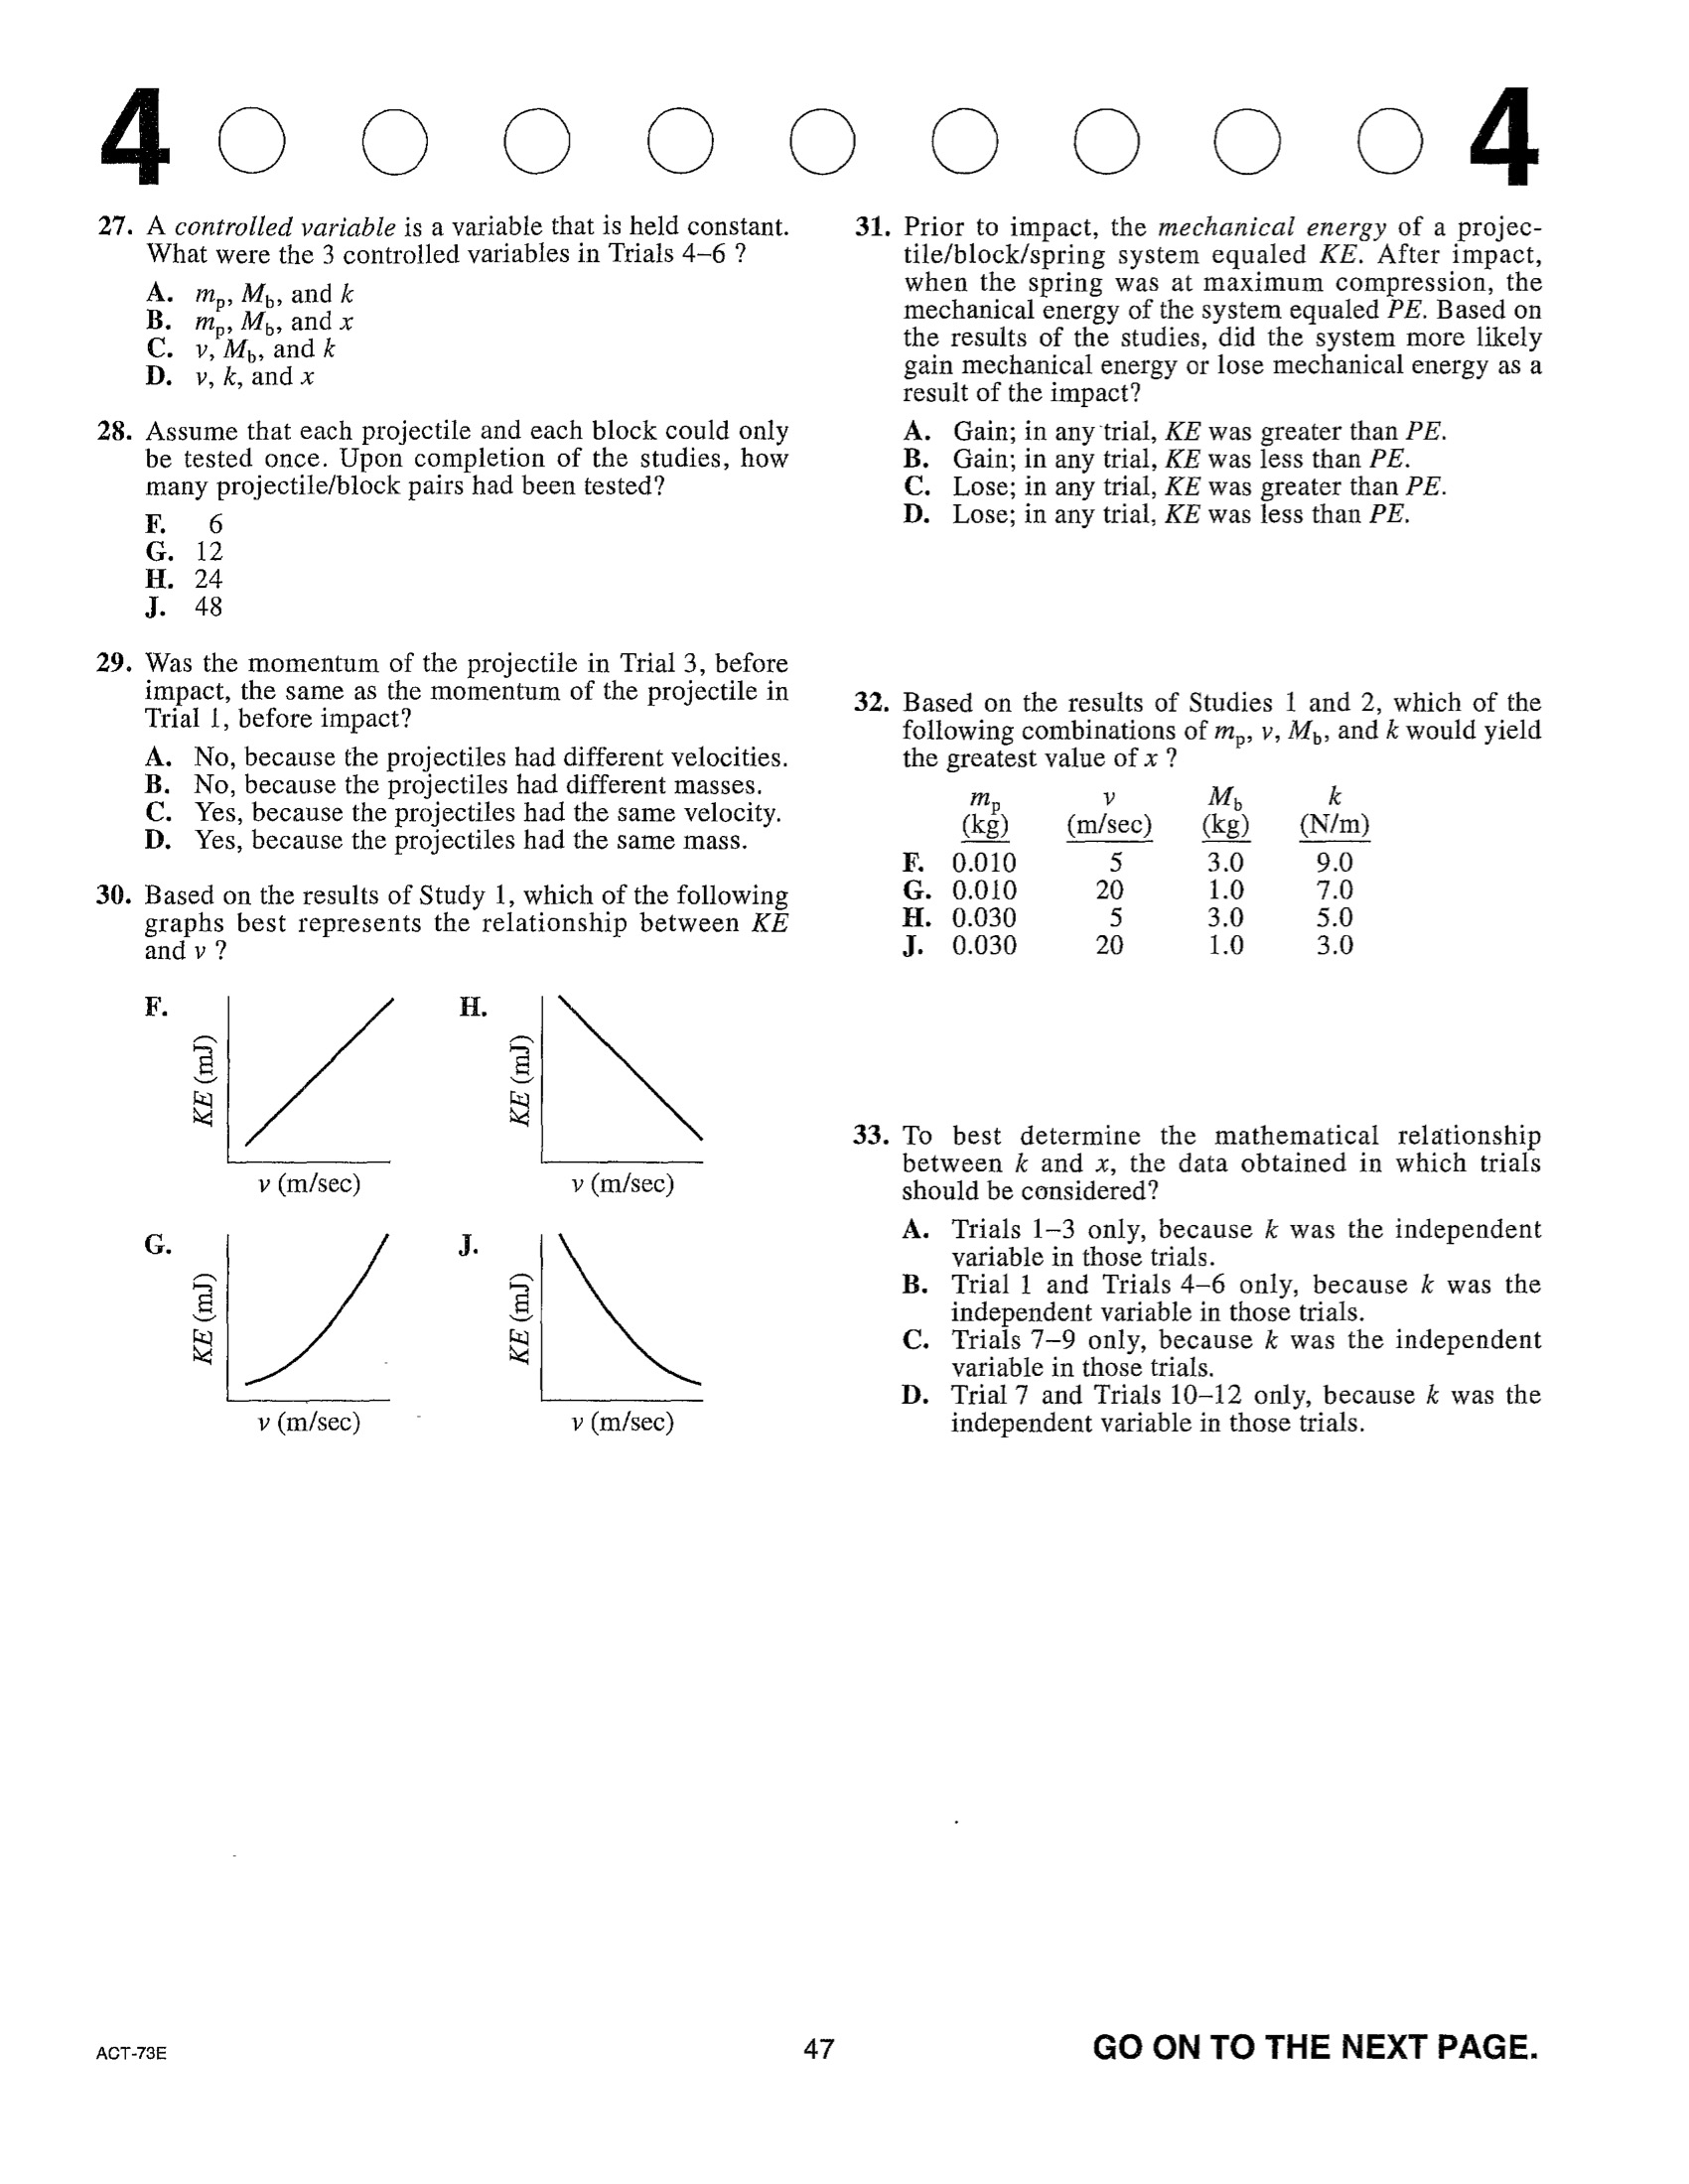 4 4
27. A controlled variable is a variable that is held constant.
What were the 3 controlled variables in Trials 4–6 ?
A. mp, Mb, and k
B. mp, Mb, and x
C. v, Mb, and k
D. v, k, and x
28. Assume that each projectile and each block could only
be tested once. Upon completion of the studies, how
many projectile/block pairs had been tested?
F. 6
G. 12
H. 24
J. 48
29. Was the momentum of the projectile in Trial 3, before
impact, the same as the momentum of the projectile in
Trial 1, before impact?
A. No, because the projectiles had different velocities.
B. No, because the projectiles had different masses.
C. Yes, because the projectiles had the same velocity.
D. Yes, because the projectiles had the same mass.
30. Based on the results of Study 1, which of the following
graphs best represents the relationship between KE
and v ?
F.
KE (mJ)
v (m/sec)
H.
KE (mJ)
v (m/sec)
G.
KE (mJ)
v (m/sec)
J.
KE (mJ)
v (m/sec)
31. Prior to impact, the mechanical energy of a projec-
tile/block/spring system equaled KE. After impact,
when the spring was at maximum compression, the
mechanical energy of the system equaled PE. Based on
the results of the studies, did the system more likely
gain mechanical energy or lose mechanical energy as a
result of the impact?
A. Gain; in any trial, KE was greater than PE.
B. Gain; in any trial, KE was less than PE.
C. Lose; in any trial, KE was greater than PE.
D. Lose; in any trial, KE was less than PE.
32. Based on the results of Studies 1 and 2, which of the
following combinations of mp, v, Mb, and k would yield
the greatest value of x ?
mp v Mb k
(kg) (m/sec) (kg) (N/m)
F. 0.010 5 3.0 9.0
G. 0.010 20 1.0 7.0
H. 0.030 5 3.0 5.0
J. 0.030 20 1.0 3.0
33. To best determine the mathematical relationship
between k and x, the data obtained in which trials
should be considered?
A. Trials 1–3 only, because k was the independent
variable in those trials.
B. Trial 1 and Trials 4–6 only, because k was the
independent variable in those trials.
C. Trials 7–9 only, because k was the independent
variable in those trials.
D. Trial 7 and Trials 10–12 only, because k was the
independent variable in those trials.
ACT-73E
47
GO ON TO THE NEXT PAGE.